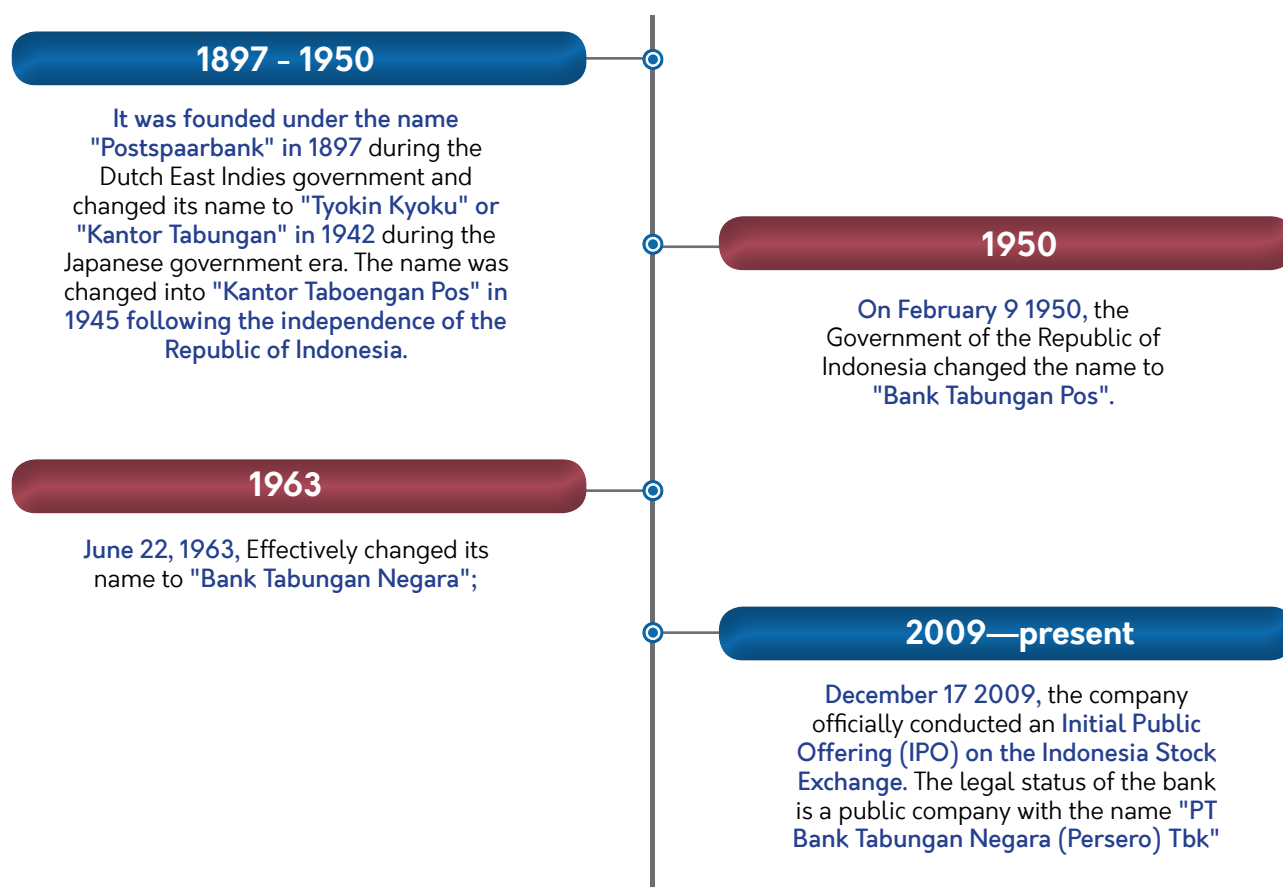 1897 - 1950
It was founded under the name
"Postspaarbank" in 1897 during the
Dutch East Indies government and
changed its name to "Tyokin Kyoku" or
"Kantor Tabungan" in 1942 during the
Japanese government era. The name was
changed into "Kantor Taboengan Pos" in
1945 following the independence of the
Republic of Indonesia.
1950
On February 9 1950, the
Government of the Republic of
Indonesia changed the name to
"Bank Tabungan Pos".
1963
June 22, 1963, Effectively changed its
name to "Bank Tabungan Negara";
2009—present
December 17 2009, the company
officially conducted an Initial Public
Offering (IPO) on the Indonesia Stock
Exchange. The legal status of the bank
is a public company with the name "PT
Bank Tabungan Negara (Persero) Tbk"